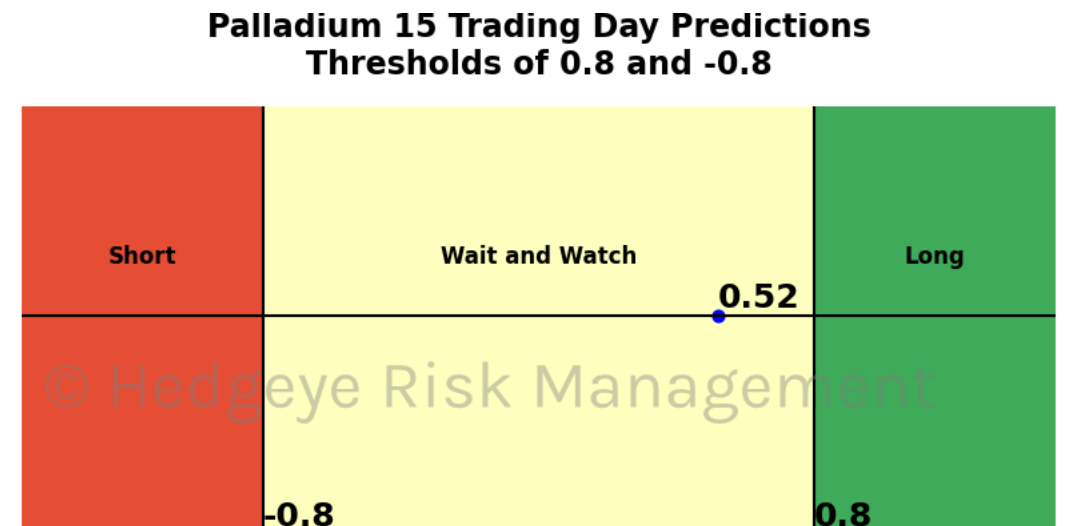 Palladium 15 Trading Day Predictions
Thresholds of 0.8 and -0.8
Short
Wait and Watch
Long
0.52
© Hedgeye Risk Management
-0.8
0.8